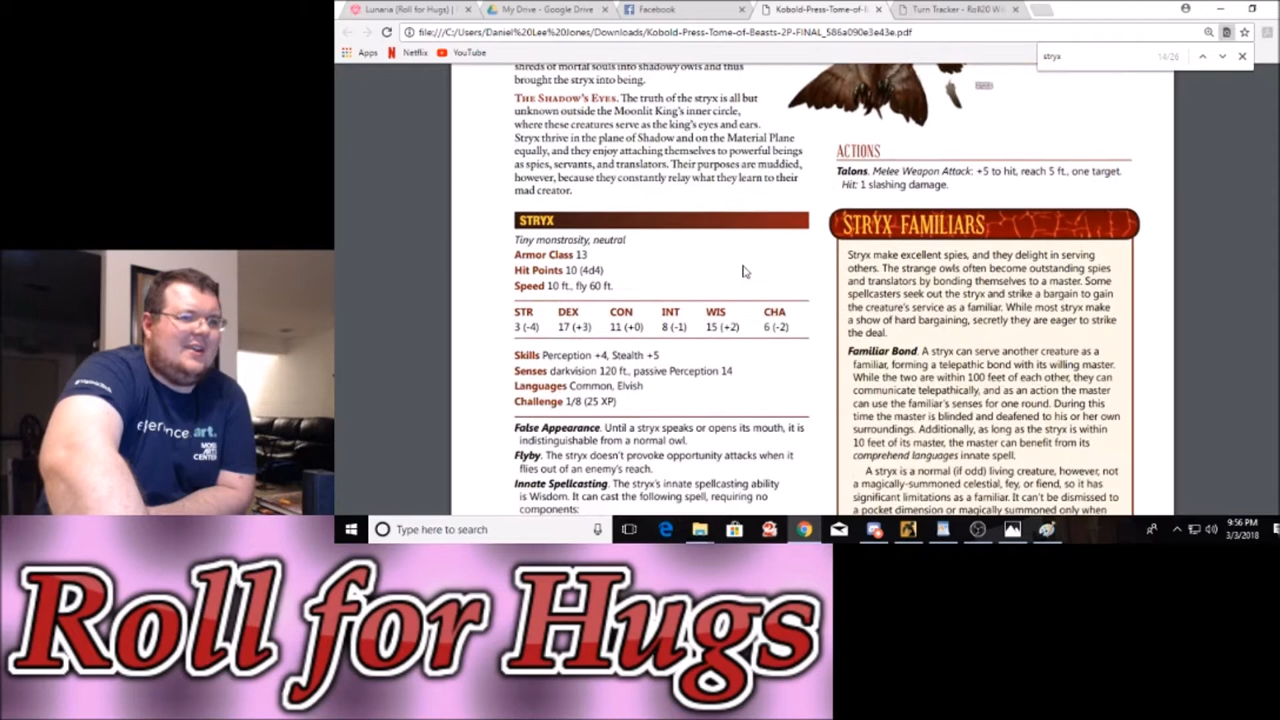 Lunaria (Roll for Hugs) |
My Drive - Google Drive
Facebook
Kobold-Press-Tome-of-
Turn Tracker - Roll20 Wi
file:///C:/Users/Daniel%20Lee%20Jones/Downloads/Kobold-Press-Tome-of-Beasts-2P-FINAL_586a090e3e43e.pdf
Apps
Netflix
YouTube
stryx
14/26
shreds of mortal souls into shadowy owls and thus
brought the stryx into being.
THE SHADOW'S EYES. The truth of the stryx is all but
unknown outside the Moonlit King's inner circle,
where these creatures serve as the king's eyes and ears.
Stryx thrive in the plane of Shadow and on the Material Plane
equally, and they enjoy attaching themselves to powerful beings
as spies, servants, and translators. Their purposes are muddied,
however, because they constantly relay what they learn to their
mad creator.
STRYX
Tiny monstrosity, neutral
Armor Class 13
Hit Points 10 (4d4)
Speed 10 ft., fly 60 ft.
STR DEX CON INT WIS CHA
3 (-4) 17 (+3) 11 (+0) 8 (-1) 15 (+2) 6 (-2)
Skills Perception +4, Stealth +5
Senses darkvision 120 ft., passive Perception 14
Languages Common, Elvish
Challenge 1/8 (25 XP)
False Appearance. Until a stryx speaks or opens its mouth, it is
indistinguishable from a normal owl.
Flyby. The stryx doesn't provoke opportunity attacks when it
flies out of an enemy's reach.
Innate Spellcasting. The stryx's innate spellcasting ability
is Wisdom. It can cast the following spell, requiring no
components:
ACTIONS
Talons. Melee Weapon Attack: +5 to hit, reach 5 ft., one target.
Hit: 1 slashing damage.
STRYX FAMILIARS
Stryx make excellent spies, and they delight in serving
others. The strange owls often become outstanding spies
and translators by bonding themselves to a master. Some
spellcasters seek out the stryx and strike a bargain to gain
the creature's service as a familiar. While most stryx make
a show of hard bargaining, secretly they are eager to strike
the deal.
Familiar Bond. A stryx can serve another creature as a
familiar, forming a telepathic bond with its willing master.
While the two are within 100 feet of each other, they can
communicate telepathically, and as an action the master
can use the familiar's senses for one round. During this
time the master is blinded and deafened to his or her own
surroundings. Additionally, as long as the stryx is within
10 feet of its master, the master can benefit from its
comprehend languages innate spell.
A stryx is a normal (if odd) living creature, however, not
a magically-summoned celestial, fey, or fiend, so it has
significant limitations as a familiar. It can't be dismissed to
a pocket dimension or magically summoned only when
Type here to search
9:56 PM
3/3/2018
art.
MOSS
ARTS
CENTER
Roll for Hugs